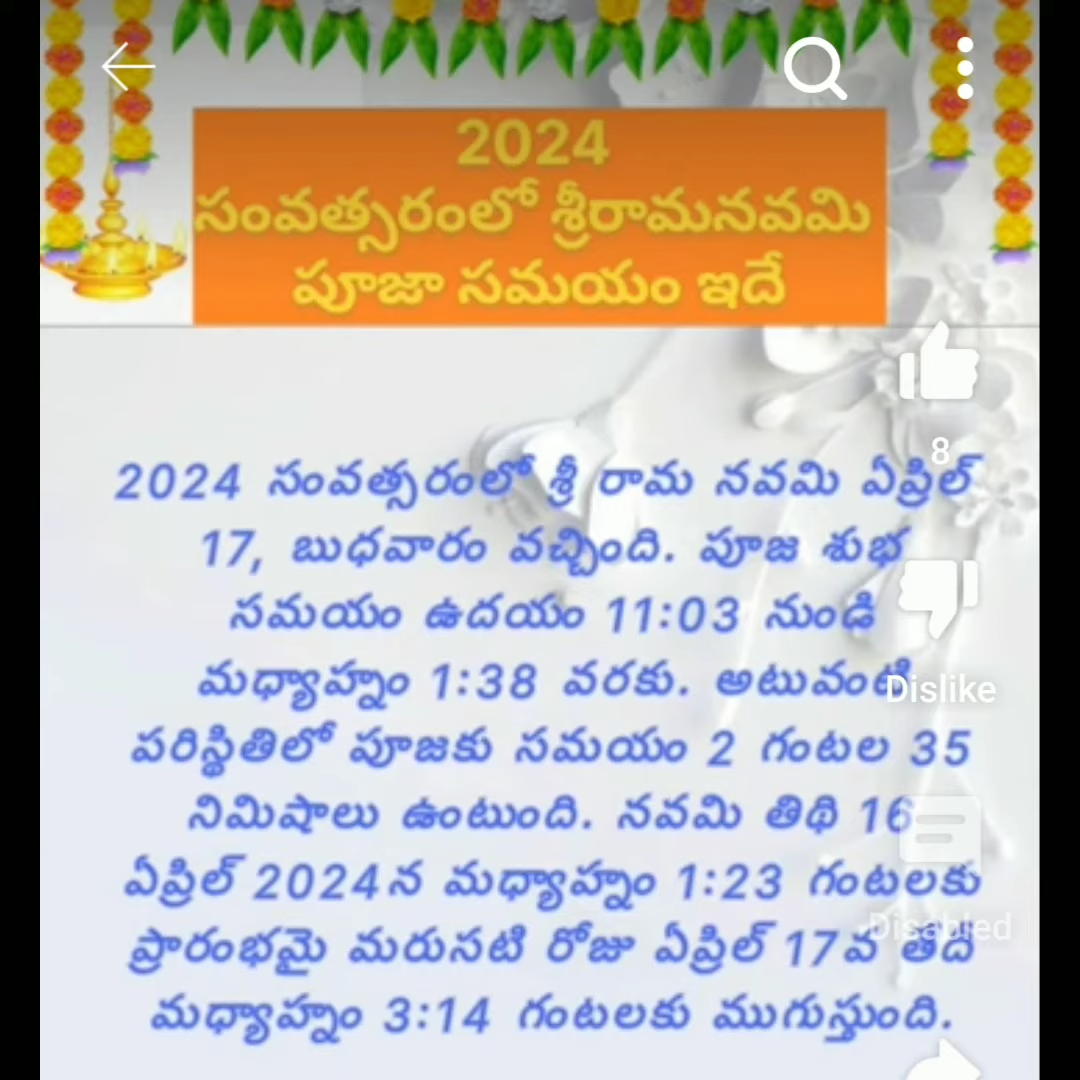 2024
సంవత్సరంలో శ్రీరామనవమి
పూజా సమయం ఇదే
8
2024 సంవత్సరంలో శ్రీ రామ నవమి ఏప్రిల్
17, బుధవారం వచ్చింది. పూజ శుభ
సమయం ఉదయం 11:03 నుండి
మధ్యాహ్నం 1:38 వరకు. అటువంటి
Dislike
పరిస్థితిలో పూజకు సమయం 2 గంటల 35
నిమిషాలు ఉంటుంది. నవమి తిథి 16
ఏప్రిల్ 2024న మధ్యాహ్నం 1:23 గంటలకు
Disabled
ప్రారంభమై మరుసటి రోజు ఏప్రిల్ 17వ తేదీ
మధ్యాహ్నం 3:14 గంటలకు ముగుస్తుంది.